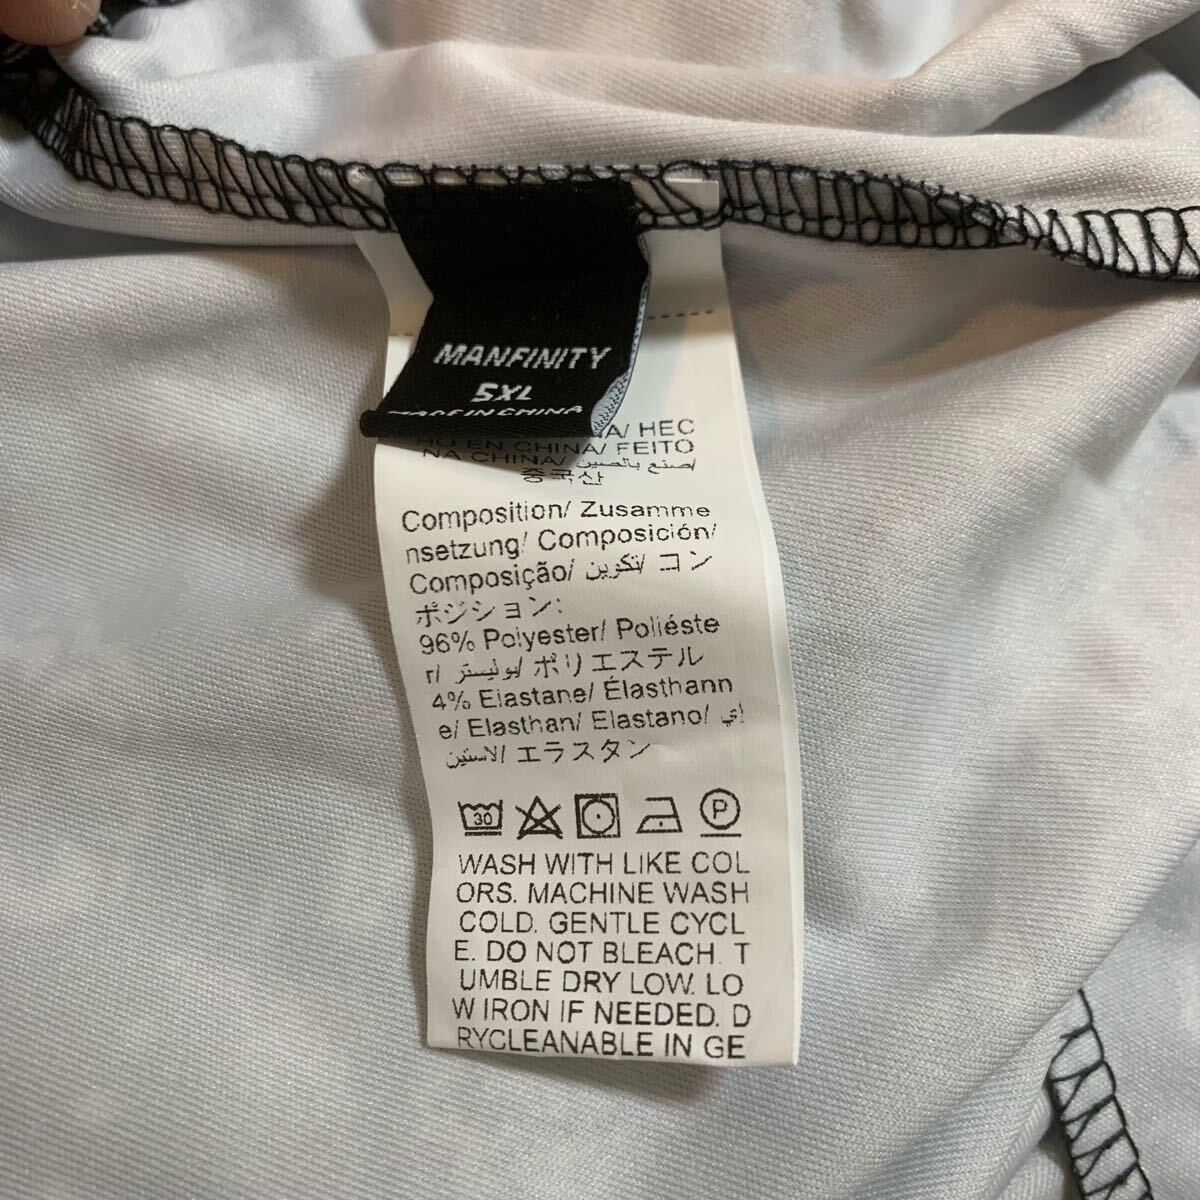 MANFINITY
5XL
MADE IN CHINA
NA/ HEC
HO EN CHINA/ FEITO
NA CHINA/ صنع بالصين/
중국산
Composition/ Zusamme
nsetzung/ Composición/
Composição/ تكوين/ コン
ポジション:
96% Polyester/ Poliéste
r/ بوليستر/ ポリエステル
4% Elastane/ Élasthann
e/ Elasthan/ Elastano/ إي
لاستين/ エラスタン
30
P
WASH WITH LIKE COL
ORS. MACHINE WASH
COLD. GENTLE CYCL
E. DO NOT BLEACH. T
UMBLE DRY LOW. LO
W IRON IF NEEDED. D
RYCLEANABLE IN GE